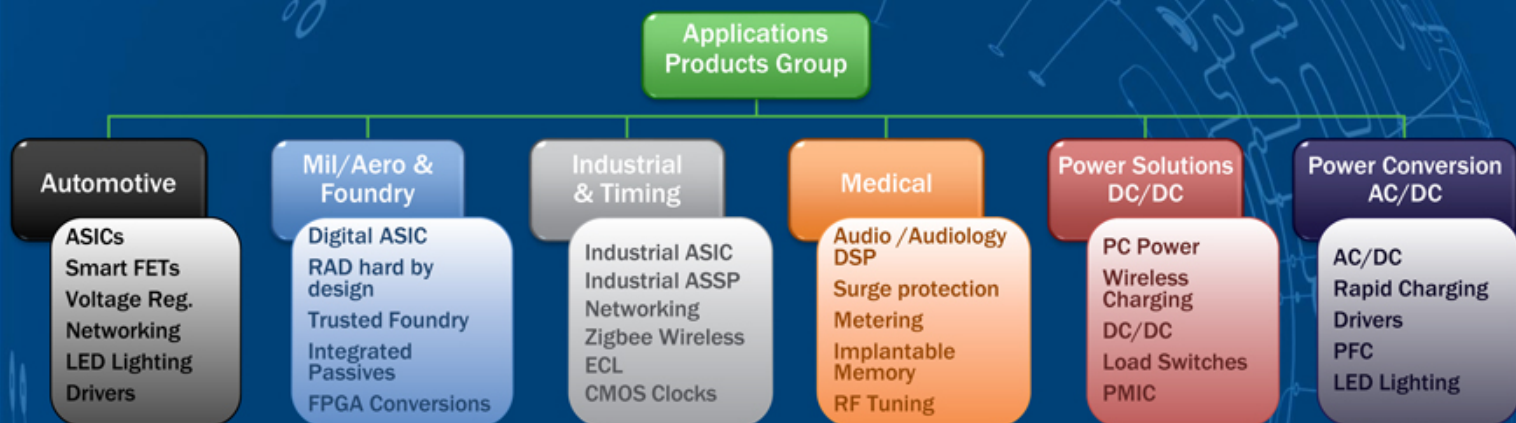 Applications
Products Group
Automotive
ASICs
Smart FETs
Voltage Reg.
Networking
LED Lighting
Drivers
Mil/Aero &
Foundry
Digital ASIC
RAD hard by
design
Trusted Foundry
Integrated
Passives
FPGA Conversions
Industrial
& Timing
Industrial ASIC
Industrial ASSP
Networking
Zigbee Wireless
ECL
CMOS Clocks
Medical
Audio /Audiology
DSP
Surge protection
Metering
Implantable
Memory
RF Tuning
Power Solutions
DC/DC
PC Power
Wireless
Charging
DC/DC
Load Switches
PMIC
Power Conversion
AC/DC
AC/DC
Rapid Charging
Drivers
PFC
LED Lighting